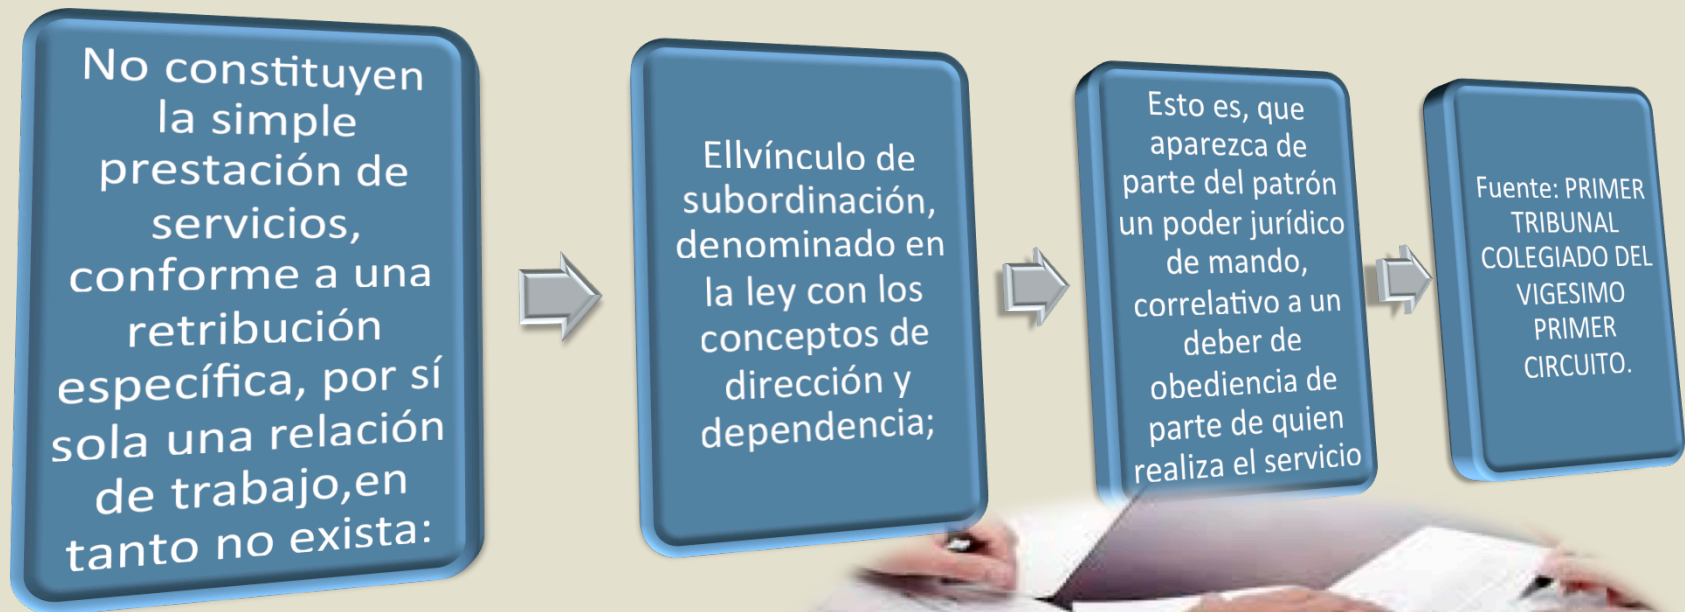 No constituyen
la simple
prestación de
servicios,
conforme a una
retribución
específica, por sí
sola una relación
de trabajo,en
tanto no exista:
Ellvínculo de
subordinación,
denominado en
la ley con los
conceptos de
dirección y
dependencia;
Esto es, que
aparezca de
parte del patrón
un poder jurídico
de mando,
correlativo a un
deber de
obediencia de
parte de quien
realiza el servicio
Fuente: PRIMER
TRIBUNAL
COLEGIADO DEL
VIGESIMO
PRIMER
CIRCUITO.